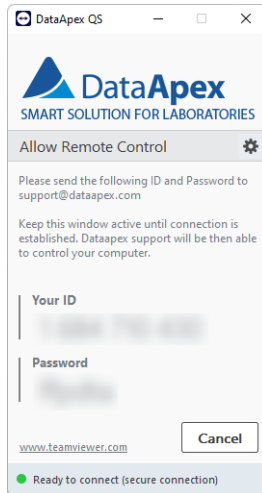 DataApex QS
DataApex
SMART SOLUTION FOR LABORATORIES
Allow Remote Control
Please send the following ID and Password to
support@dataapex.com
Keep this window active until connection is
established. Dataapex support will be then able
to control your computer.
Your ID
Password
www.teamviewer.com
Cancel
Ready to connect (secure connection)